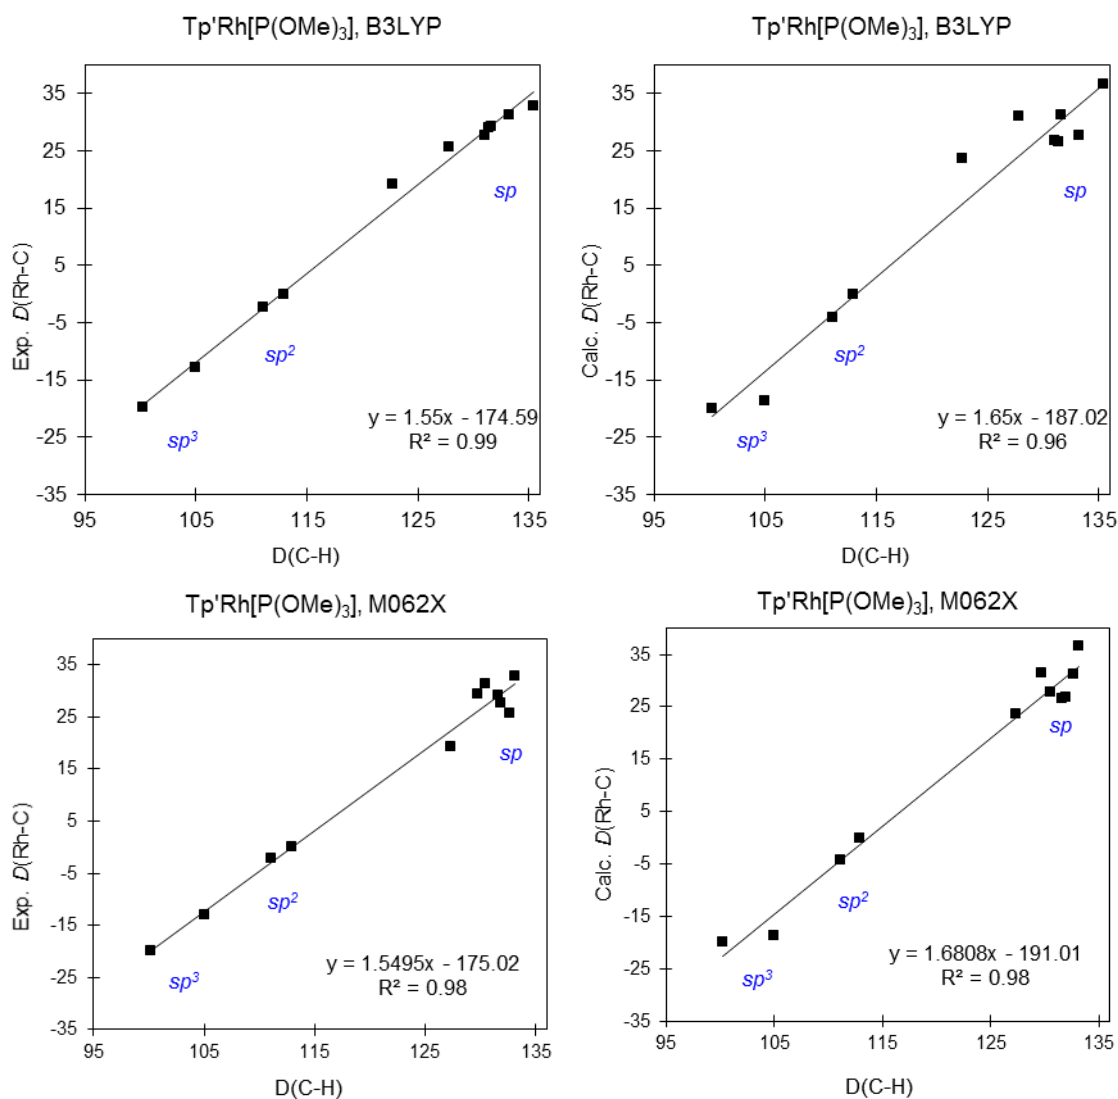 Tp'Rh[P(OMe)₃], B3LYP
Exp. D(Rh-C)
35
25
15
5
-5
-15
-25
-35
sp
sp²
sp³
y = 1.55x - 174.59
R² = 0.99
95
105
115
125
135
D(C-H)
Tp'Rh[P(OMe)₃], B3LYP
Calc. D(Rh-C)
35
25
15
5
-5
-15
-25
-35
sp
sp²
sp³
y = 1.65x - 187.02
R² = 0.96
95
105
115
125
135
D(C-H)
Tp'Rh[P(OMe)₃], M062X
Exp. D(Rh-C)
35
25
15
5
-5
-15
-25
-35
sp
sp²
sp³
y = 1.5495x - 175.02
R² = 0.98
95
105
115
125
135
D(C-H)
Tp'Rh[P(OMe)₃], M062X
Calc. D(Rh-C)
35
25
15
5
-5
-15
-25
-35
sp
sp²
sp³
y = 1.6808x - 191.01
R² = 0.98
95
105
115
125
135
D(C-H)